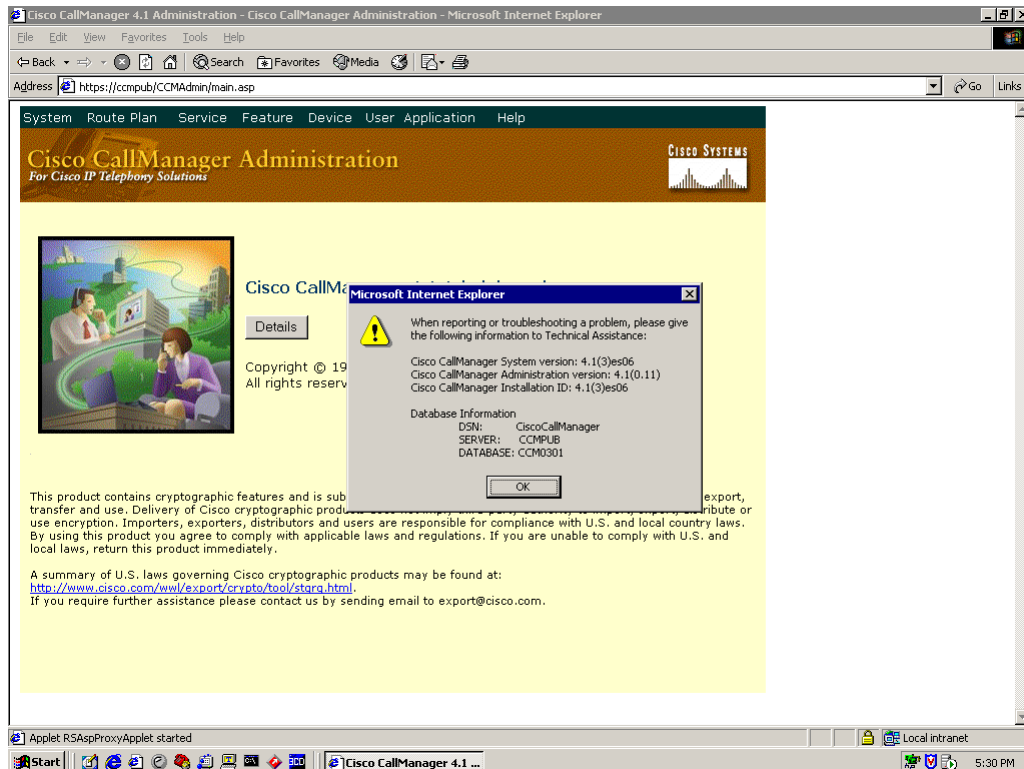 Cisco CallManager 4.1 Administration - Cisco CallManager Administration - Microsoft Internet Explorer
File Edit View Favorites Tools Help
Back Search Favorites Media
Address https://ccmpub/CCMAdmin/main.asp Go Links
System Route Plan Service Feature Device User Application Help
Cisco CallManager Administration
For Cisco IP Telephony Solutions
CISCO SYSTEMS
Cisco CallMa
Details
Copyright © 19
All rights reserv
Microsoft Internet Explorer
When reporting or troubleshooting a problem, please give
the following information to Technical Assistance:
Cisco CallManager System version: 4.1(3)es06
Cisco CallManager Administration version: 4.1(0.11)
Cisco CallManager Installation ID: 4.1(3)es06
Database Information
DSN: CiscoCallManager
SERVER: CCMPUB
DATABASE: CCM0301
OK
This product contains cryptographic features and is sub export,
transfer and use. Delivery of Cisco cryptographic produ or
use encryption. Importers, exporters, distributors and users are responsible for compliance with U.S. and local country laws.
By using this product you agree to comply with applicable laws and regulations. If you are unable to comply with U.S. and
local laws, return this product immediately.
A summary of U.S. laws governing Cisco cryptographic products may be found at:
http://www.cisco.com/wwl/export/crypto/tool/stqrg.html.
If you require further assistance please contact us by sending email to export@cisco.com.
Applet RSAspProxyApplet started Local intranet
Start Cisco CallManager 4.1 ... 5:30 PM